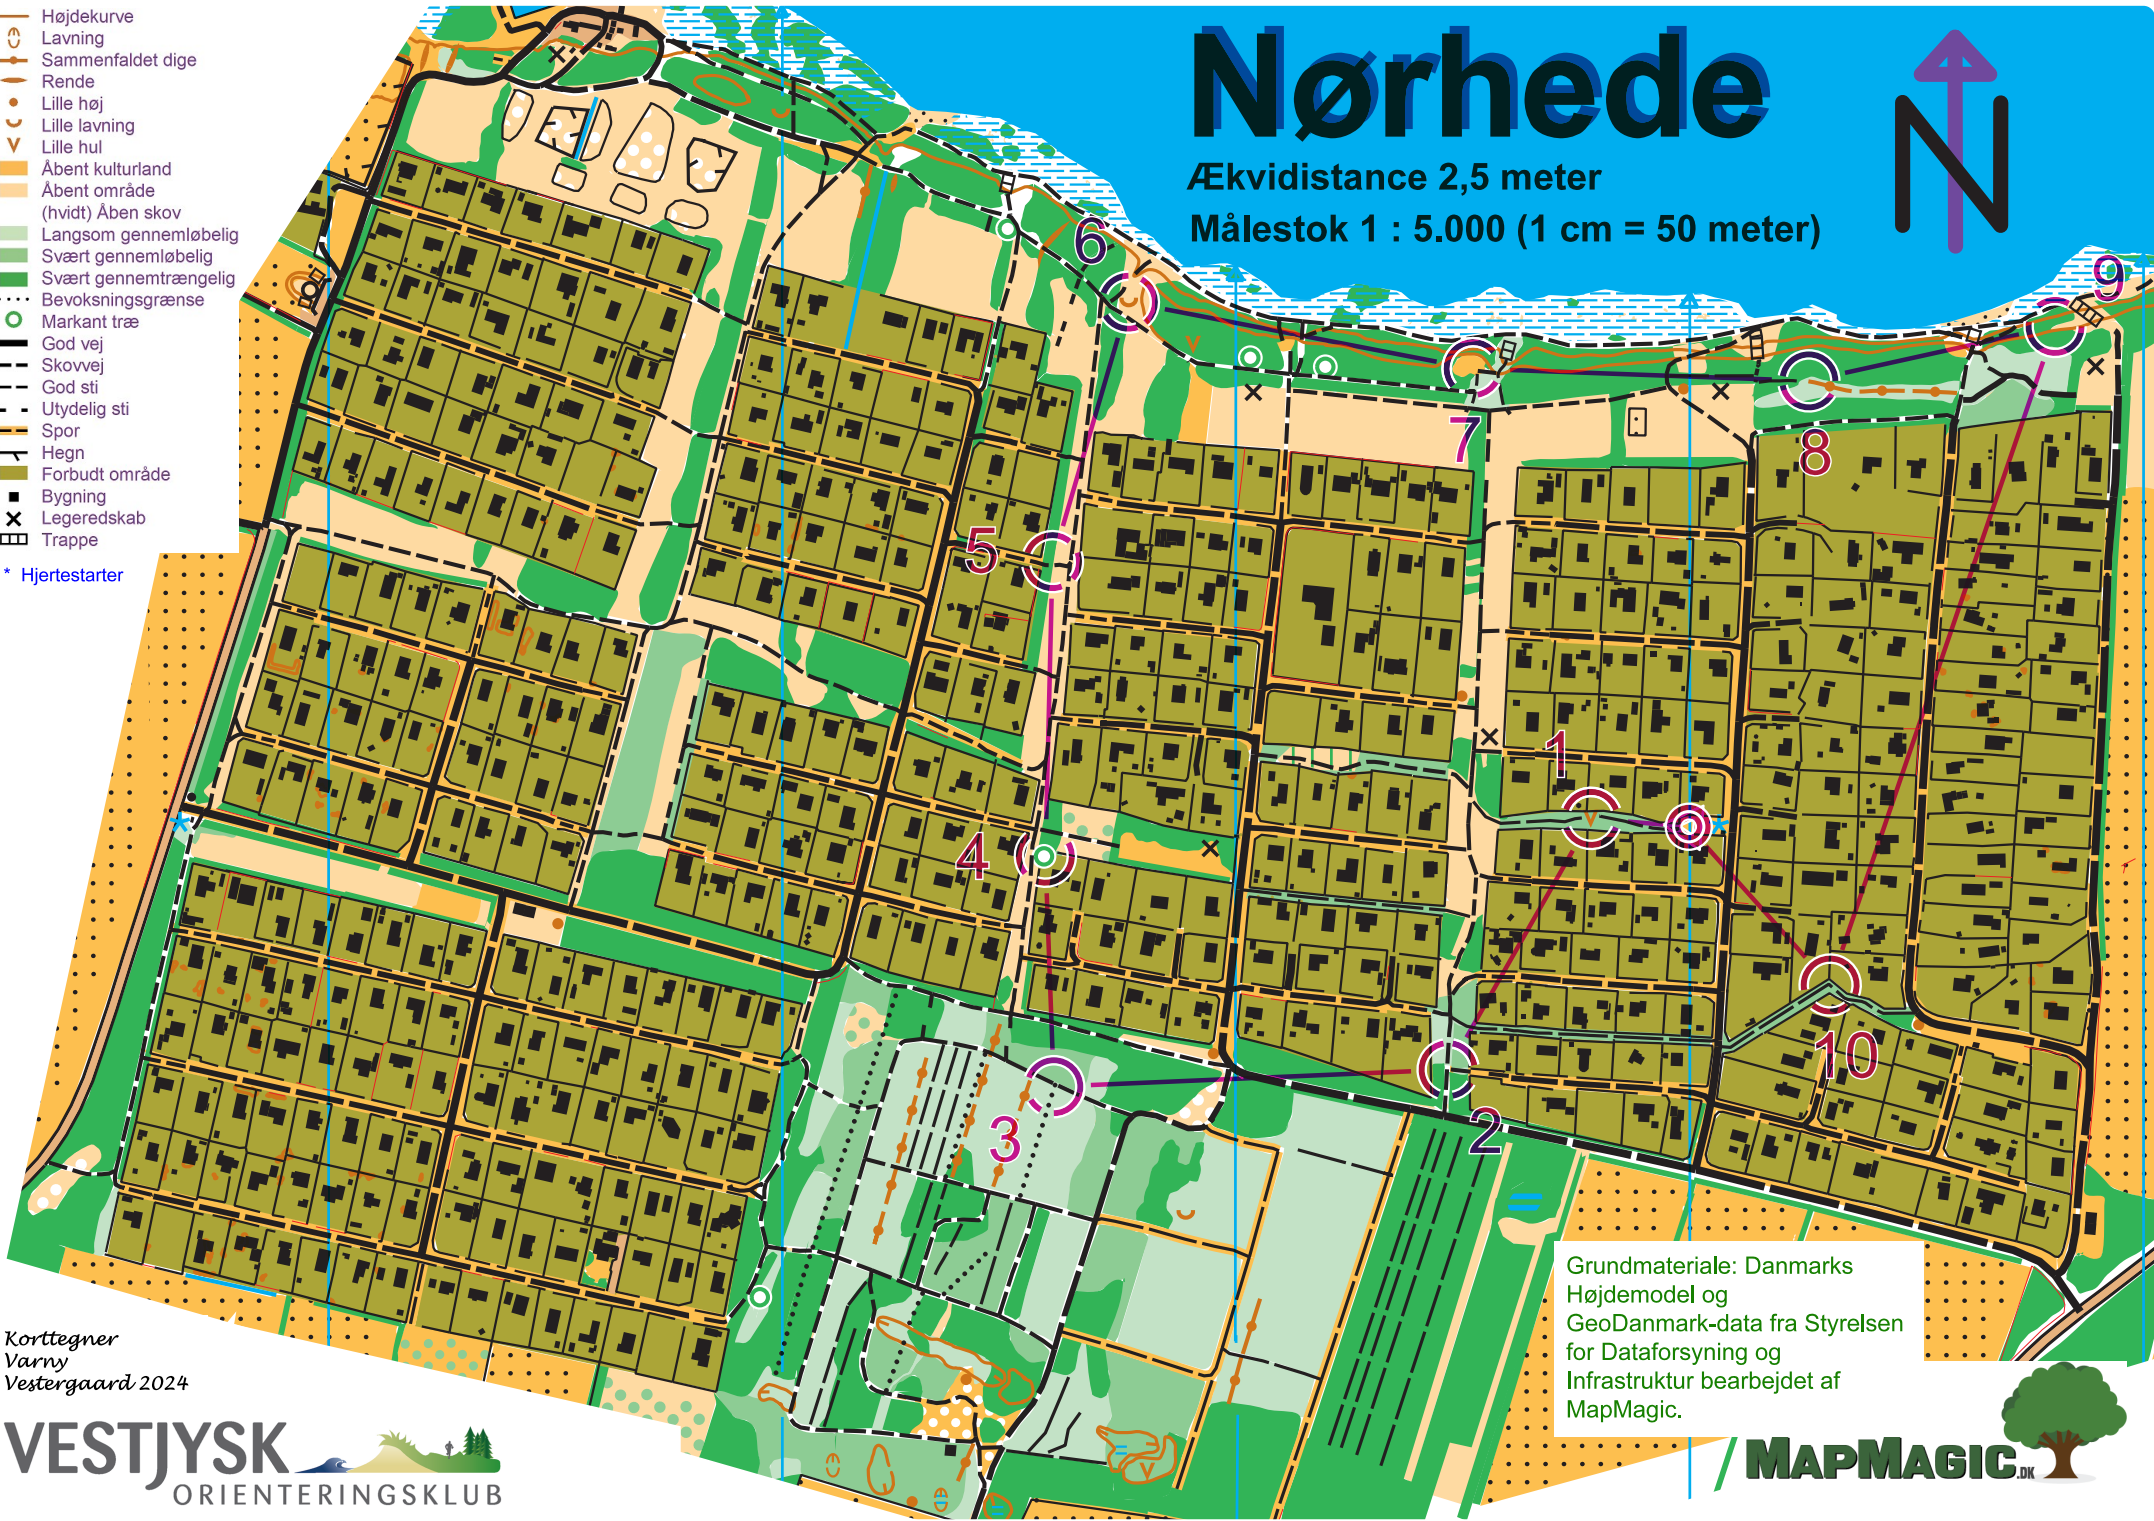 Højdekurve
Lavning
Sammenfaldet dige
Rende
Lille høj
Lille lavning
Lille hul
Åbent kulturland
Åbent område
(hvidt) Åben skov
Langsom gennemløbelig
Svært gennemløbelig
Svært gennemtrængelig
Bevoksningsgrænse
Markant træ
God vej
Skovvej
God sti
Utydelig sti
Spor
Hegn
Forbudt område
Bygning
Legeredskab
Trappe
* Hjertestarter
Nørhede
Ækvidistance 2,5 meter
Målestok 1 : 5.000 (1 cm = 50 meter)
N
6
9
7
8
5
1
4
10
2
3
Grundmateriale: Danmarks
Højdemodel og
GeoDanmark-data fra Styrelsen
for Dataforsyning og
Infrastruktur bearbejdet af
MapMagic.
Korttegner
Varny
Vestergaard 2024
VESTJYSK
ORIENTERINGSKLUB
MAPMAGIC.DK